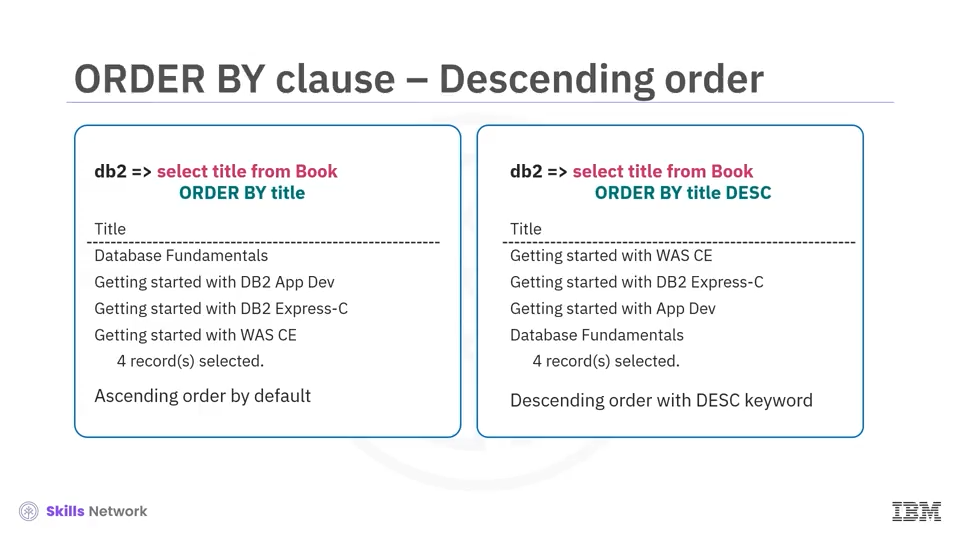 ORDER BY clause – Descending order
db2 => select title from Book
ORDER BY title
Title
Database Fundamentals
Getting started with DB2 App Dev
Getting started with DB2 Express-C
Getting started with WAS CE
4 record(s) selected.
Ascending order by default
db2 => select title from Book
ORDER BY title DESC
Title
Getting started with WAS CE
Getting started with DB2 Express-C
Getting started with App Dev
Database Fundamentals
4 record(s) selected.
Descending order with DESC keyword
Skills Network
IBM